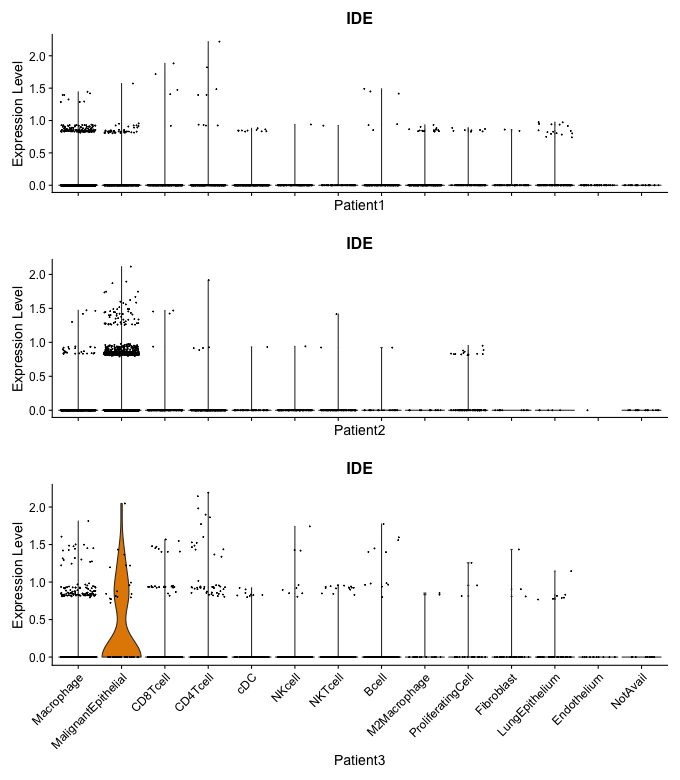 IDE
Expression Level
2.0
1.5
1.0
0.5
0.0
Patient1
IDE
Expression Level
2.0
1.5
1.0
0.5
0.0
Patient2
IDE
Expression Level
2.0
1.5
1.0
0.5
0.0
Macrophage
MalignantEpithelial
CD8Tcell
CD4Tcell
cDC
NKcell
NKTcell
Bcell
M2Macrophage
ProliferatingCell
Fibroblast
LungEpithelium
Endothelium
NotAvail
Patient3